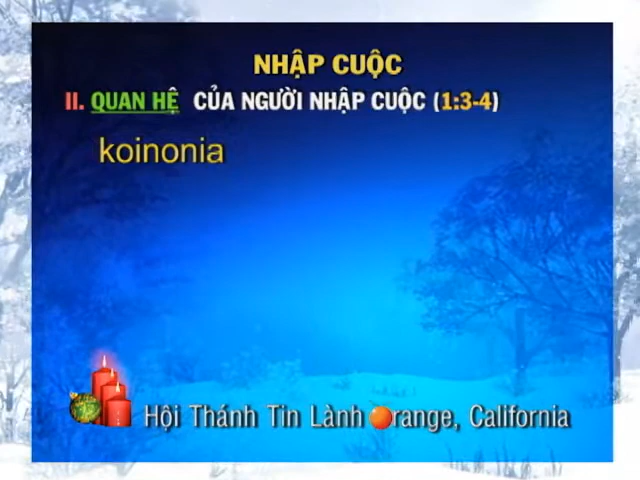 NHẬP CUỘC
II. QUAN HỆ CỦA NGƯỜI NHẬP CUỘC (1:3-4)
koinonia
Hội Thánh Tin Lành Orange, California